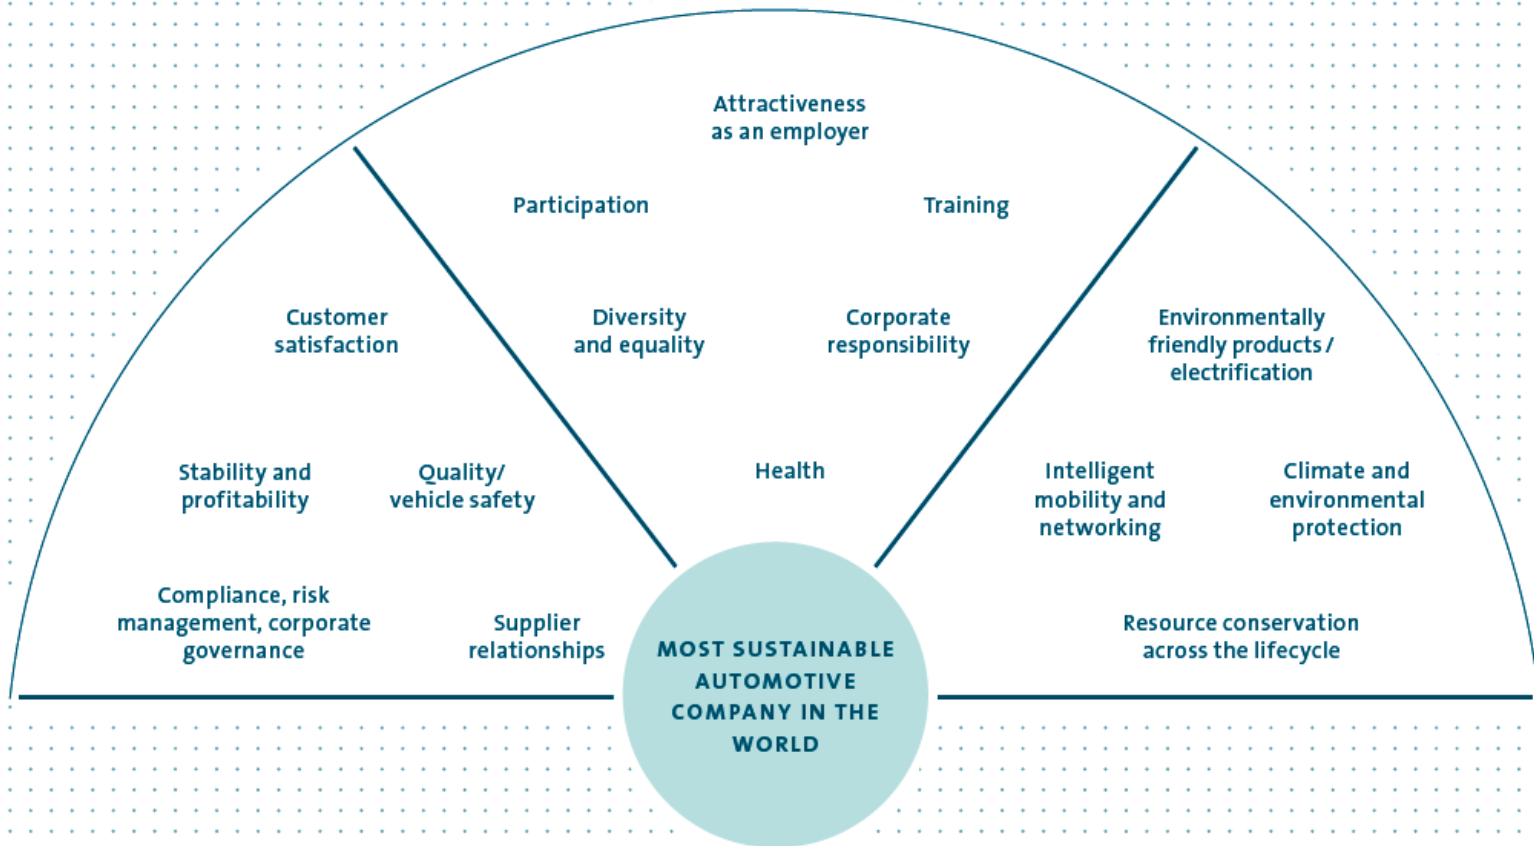 Attractiveness
as an employer
Participation
Training
Customer
satisfaction
Diversity
and equality
Corporate
responsibility
Environmentally
friendly products/
electrification
Stability and
profitability
Quality/
vehicle safety
Health
Intelligent
mobility and
networking
Climate and
environmental
protection
Compliance, risk
management, corporate
governance
Supplier
relationships
Resource conservation
across the lifecycle
MOST SUSTAINABLE
AUTOMOTIVE
COMPANY IN THE
WORLD